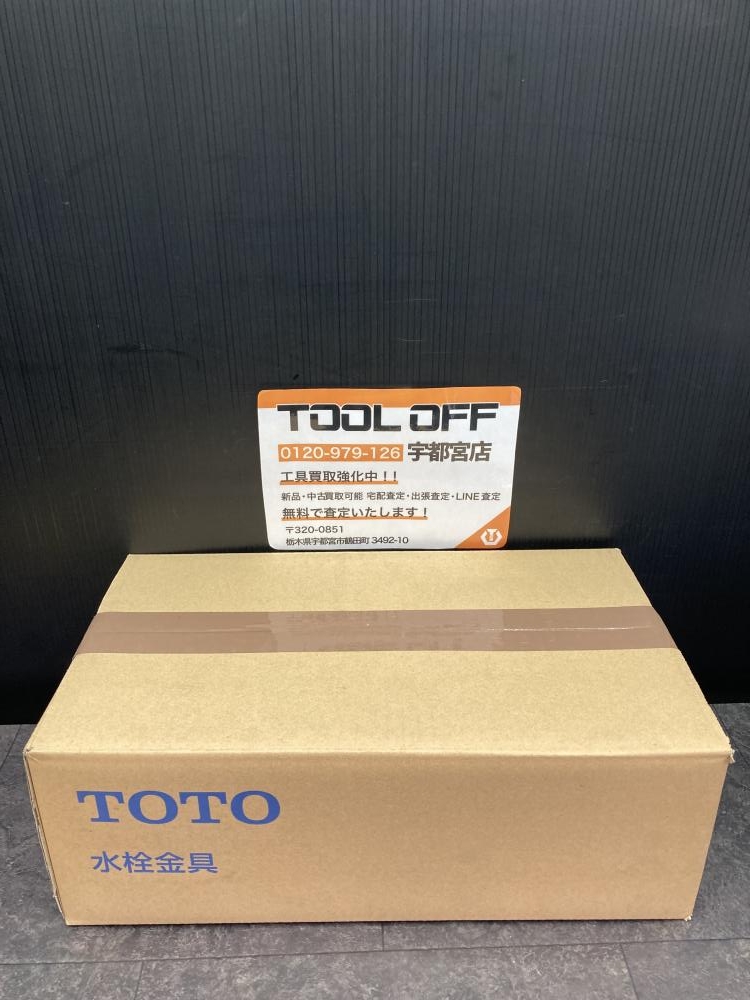 TOOL OFF
0120-979-126 宇都宮店
工具買取強化中！！
新品・中古買取可能 宅配査定・出張査定・LINE査定
無料で査定いたします！
〒320-0851
栃木県宇都宮市鶴田町 3492-10
TOTO
水栓金具